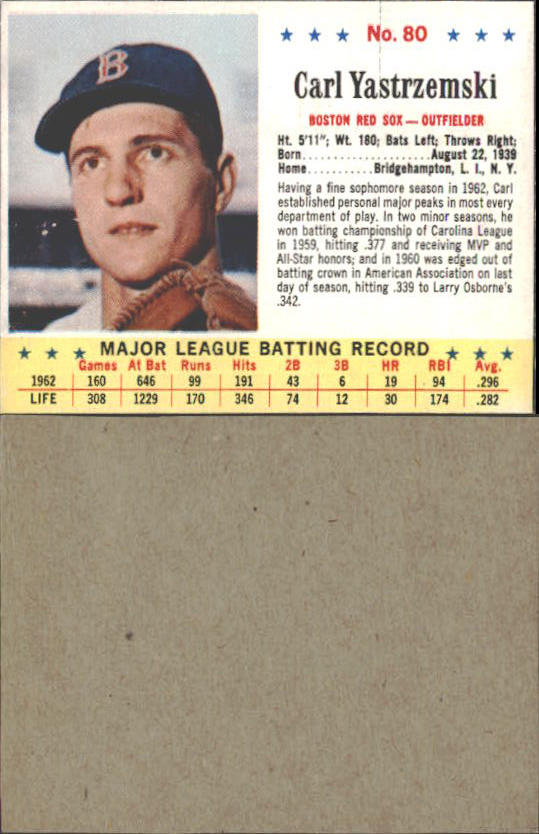 B
★ ★ ★ No. 80 ★ ★ ★
Carl Yastrzemski
BOSTON RED SOX — OUTFIELDER
Ht. 5'11"; Wt. 180; Bats Left; Throws Right;
Born.....................August 22, 1939
Home...........Bridgehampton, L. I., N. Y.
Having a fine sophomore season in 1962, Carl
established personal major peaks in most every
department of play. In two minor seasons, he
won batting championship of Carolina League
in 1959, hitting .377 and receiving MVP and
All-Star honors; and in 1960 was edged out of
batting crown in American Association on last
day of season, hitting .339 to Larry Osborne's
.342.
★ ★ ★ MAJOR LEAGUE BATTING RECORD ★ ★ ★
Games At Bat Runs Hits 2B 3B HR RBI Avg.
1962 160 646 99 191 43 6 19 94 .296
LIFE 308 1229 170 346 74 12 30 174 .282